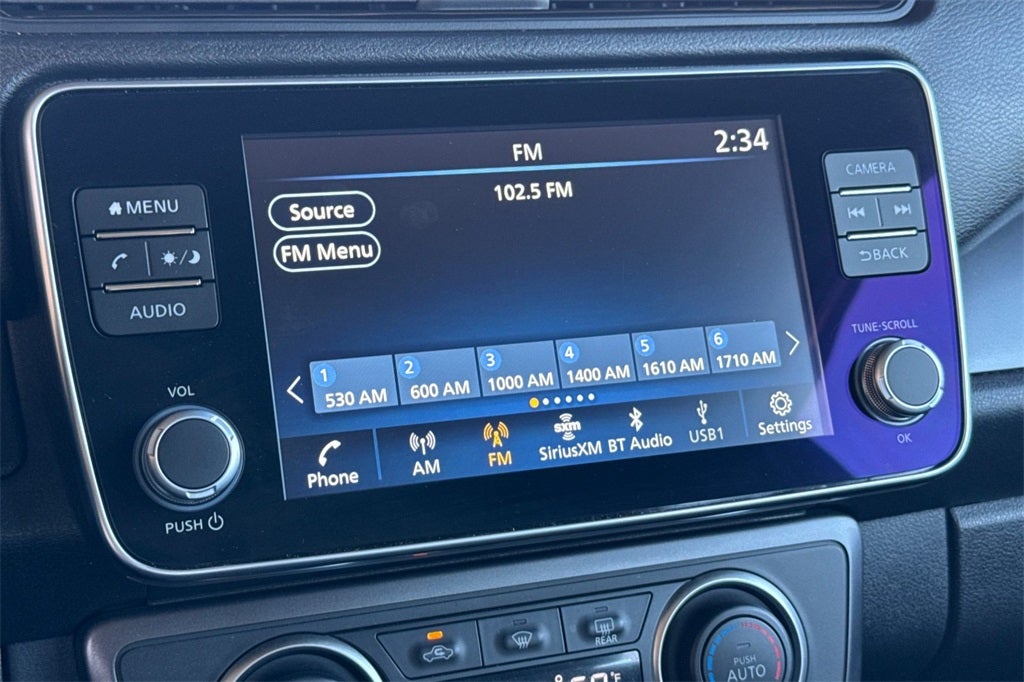 FM
2:34
102.5 FM
Source
FM Menu
1 2 3 4 5 6
530 AM 600 AM 1000 AM 1400 AM 1610 AM 1710 AM
Phone AM FM SiriusXM BT Audio USB1 Settings
sxm
MENU
AUDIO
VOL
PUSH
CAMERA
BACK
TUNE·SCROLL
OK
REAR
PUSH
AUTO
°F